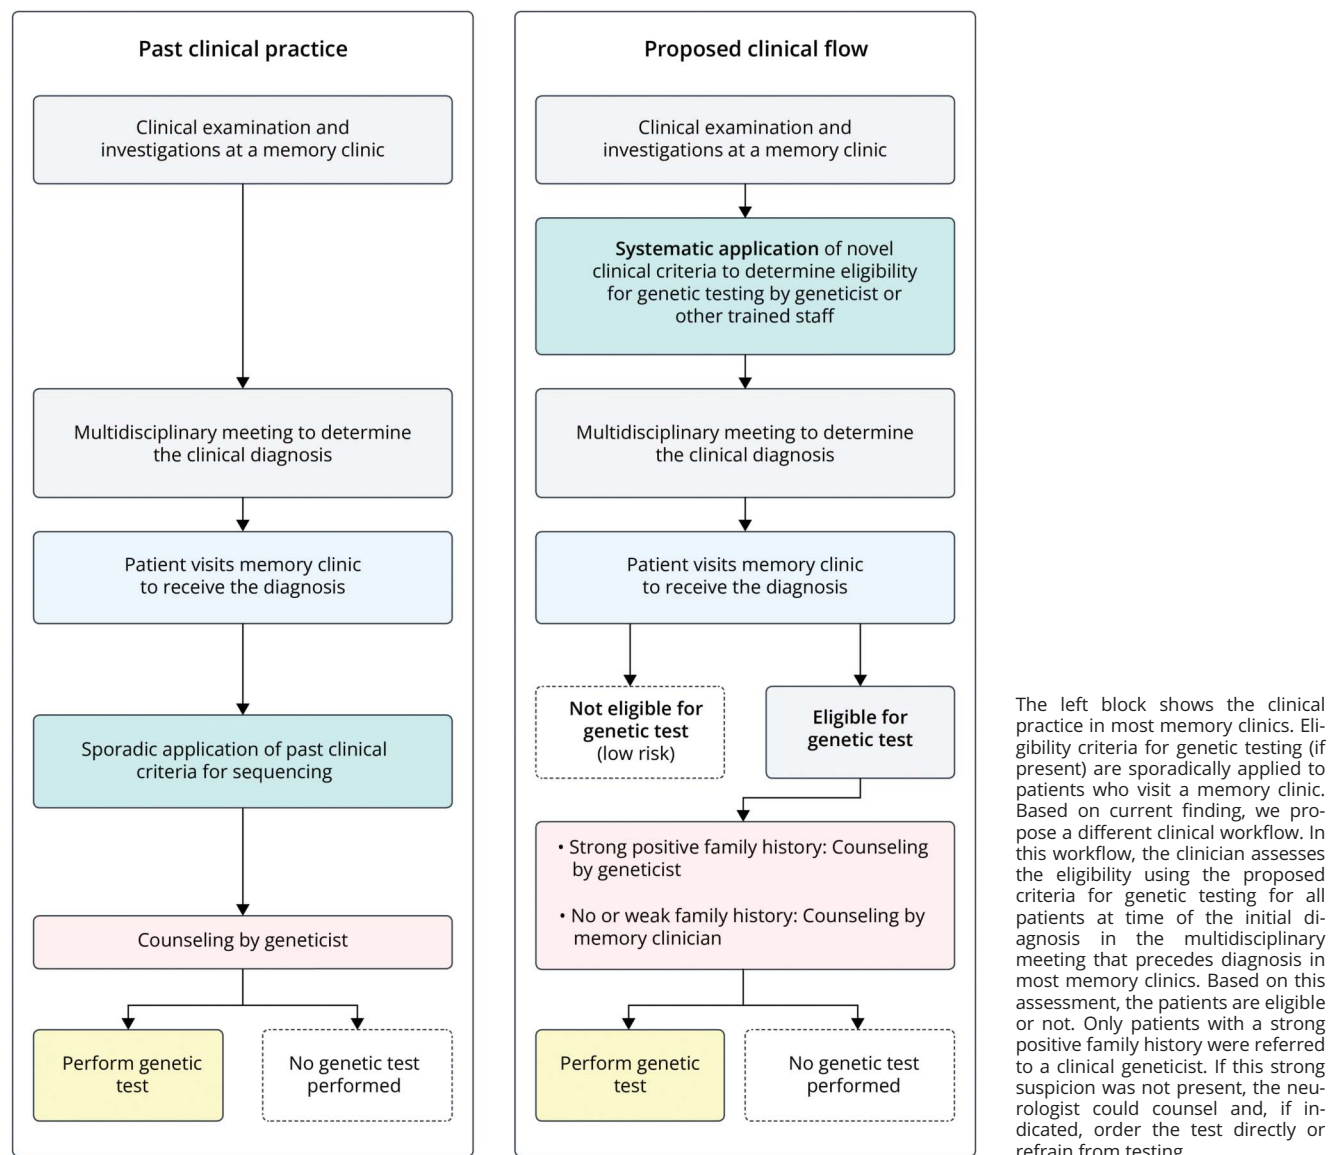 Past clinical practice
Clinical examination and
investigations at a memory clinic
Multidisciplinary meeting to determine
the clinical diagnosis
Patient visits memory clinic
to receive the diagnosis
Sporadic application of past clinical
criteria for sequencing
Counseling by geneticist
Perform genetic
test
No genetic test
performed
Proposed clinical flow
Clinical examination and
investigations at a memory clinic
Systematic application of novel
clinical criteria to determine eligibility
for genetic testing by geneticist or
other trained staff
Multidisciplinary meeting to determine
the clinical diagnosis
Patient visits memory clinic
to receive the diagnosis
Not eligible for
genetic test
(low risk)
Eligible for
genetic test
• Strong positive family history: Counseling
by geneticist
• No or weak family history: Counseling by
memory clinician
Perform genetic
test
No genetic test
performed
The left block shows the clinical
practice in most memory clinics. Eli-
gibility criteria for genetic testing (if
present) are sporadically applied to
patients who visit a memory clinic.
Based on current finding, we pro-
pose a different clinical workflow. In
this workflow, the clinician assesses
the eligibility using the proposed
criteria for genetic testing for all
patients at time of the initial di-
agnosis in the multidisciplinary
meeting that precedes diagnosis in
most memory clinics. Based on this
assessment, the patients are eligible
or not. Only patients with a strong
positive family history were referred
to a clinical geneticist. If this strong
suspicion was not present, the neu-
rologist could counsel and, if in-
dicated, order the test directly or
refrain from testing